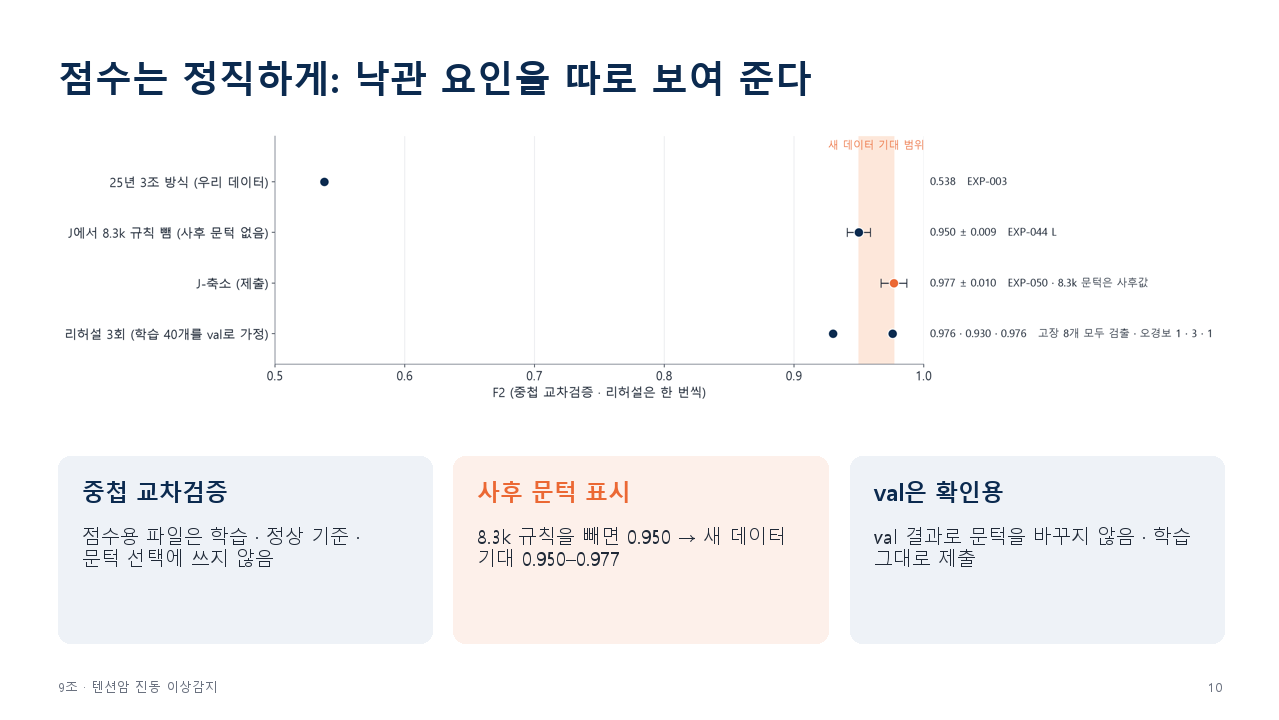 점수는 정직하게: 낙관 요인을 따로 보여 준다
새 데이터 기대 범위
25년 3조 방식 (우리 데이터)
0.538 EXP-003
J에서 8.3k 규칙 뺌 (사후 문턱 없음)
0.950 ± 0.009 EXP-044 L
J-축소 (제출)
0.977 ± 0.010 EXP-050 · 8.3k 문턱은 사후값
리허설 3회 (학습 40개를 val로 가정)
0.976 · 0.930 · 0.976 고장 8개 모두 검출 · 오경보 1 · 3 · 1
0.5 0.6 0.7 0.8 0.9 1.0
F2 (중첩 교차검증 · 리허설은 한 번씩)
중첩 교차검증
점수용 파일은 학습 · 정상 기준 ·
문턱 선택에 쓰지 않음
사후 문턱 표시
8.3k 규칙을 빼면 0.950 → 새 데이터
기대 0.950–0.977
val은 확인용
val 결과로 문턱을 바꾸지 않음 · 학습
그대로 제출
9조 · 텐션암 진동 이상감지
10